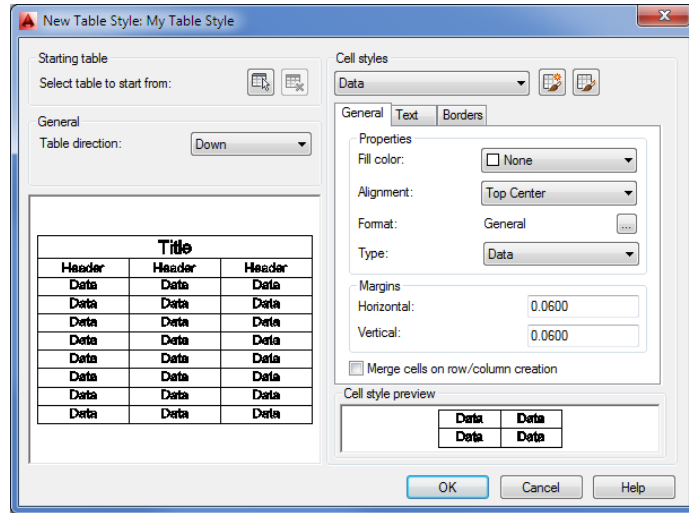 New Table Style: My Table Style
Starting table
Select table to start from:
General
Table direction:
Down
Title
Header Header Header
Data Data Data
Data Data Data
Data Data Data
Data Data Data
Data Data Data
Data Data Data
Data Data Data
Data Data Data
Cell styles
Data
General Text Borders
Properties
Fill color: None
Alignment: Top Center
Format: General ...
Type: Data
Margins
Horizontal: 0.0600
Vertical: 0.0600
Merge cells on row/column creation
Cell style preview
Data Data
Data Data
OK Cancel Help